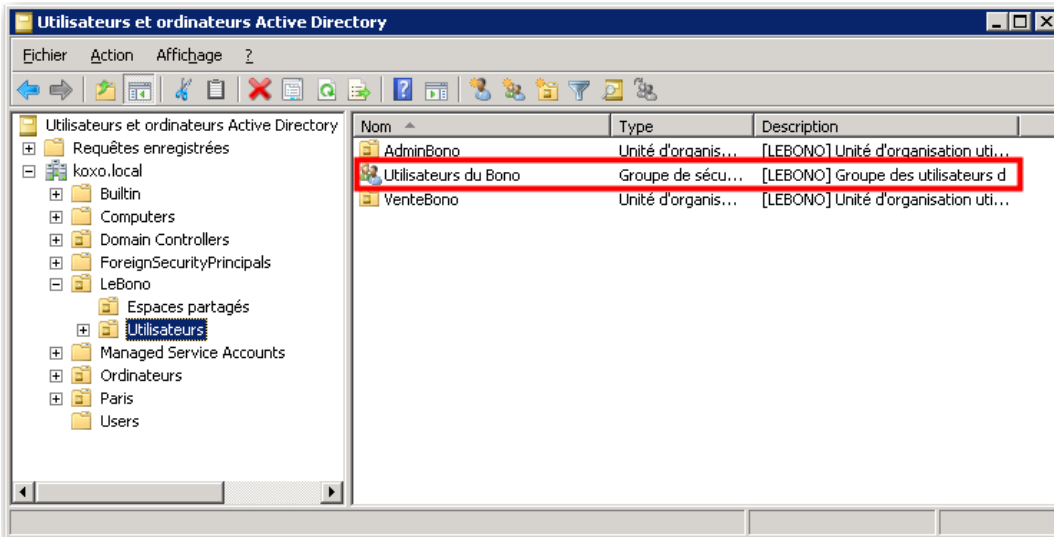 Utilisateurs et ordinateurs Active Directory
Fichier Action Affichage ?
Utilisateurs et ordinateurs Active Directory
Requêtes enregistrées
koxo.local
Builtin
Computers
Domain Controllers
ForeignSecurityPrincipals
LeBono
Espaces partagés
Utilisateurs
Managed Service Accounts
Ordinateurs
Paris
Users
Nom Type Description
AdminBono Unité d'organis... [LEBONO] Unité d'organisation uti...
Utilisateurs du Bono Groupe de sécu... [LEBONO] Groupe des utilisateurs d
VenteBono Unité d'organis... [LEBONO] Unité d'organisation uti...